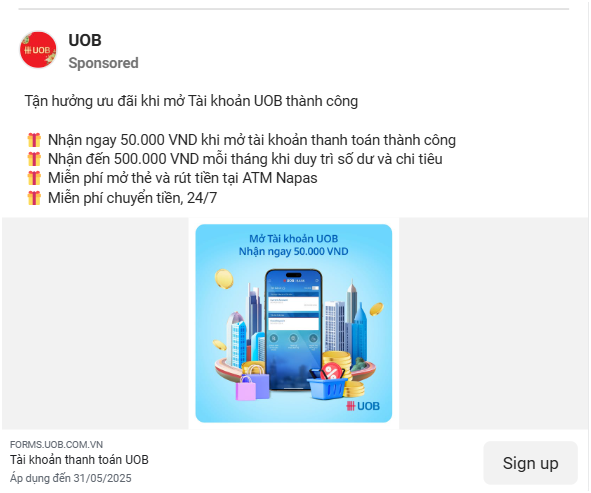 UOB
UOB
Sponsored
Tận hưởng ưu đãi khi mở Tài khoản UOB thành công
Nhận ngay 50.000 VND khi mở tài khoản thanh toán thành công
Nhận đến 500.000 VND mỗi tháng khi duy trì số dư và chi tiêu
Miễn phí mở thẻ và rút tiền tại ATM Napas
Miễn phí chuyển tiền, 24/7
Mở Tài khoản UOB
Nhận ngay 50.000 VND
UOB
FORMS.UOB.COM.VN
Tài khoản thanh toán UOB
Áp dụng đến 31/05/2025
Sign up